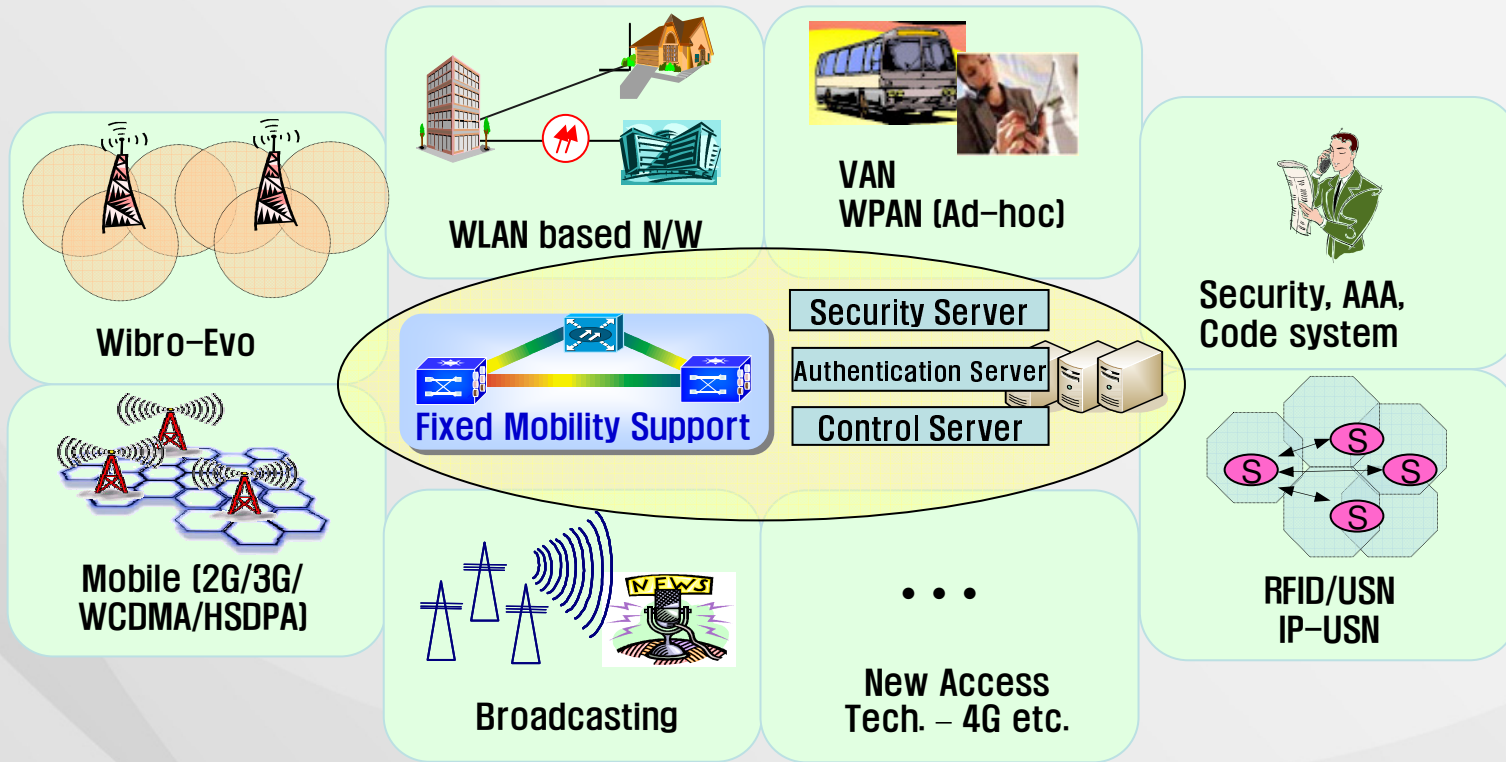 WLAN based N/W
VAN
WPAN (Ad-hoc)
Wibro-Evo
Security, AAA,
Code system
Fixed Mobility Support
Security Server
Authentication Server
Control Server
Mobile (2G/3G/
WCDMA/HSDPA)
NEWS
Broadcasting
• • •
New Access
Tech. – 4G etc.
S
S
S
S
RFID/USN
IP-USN